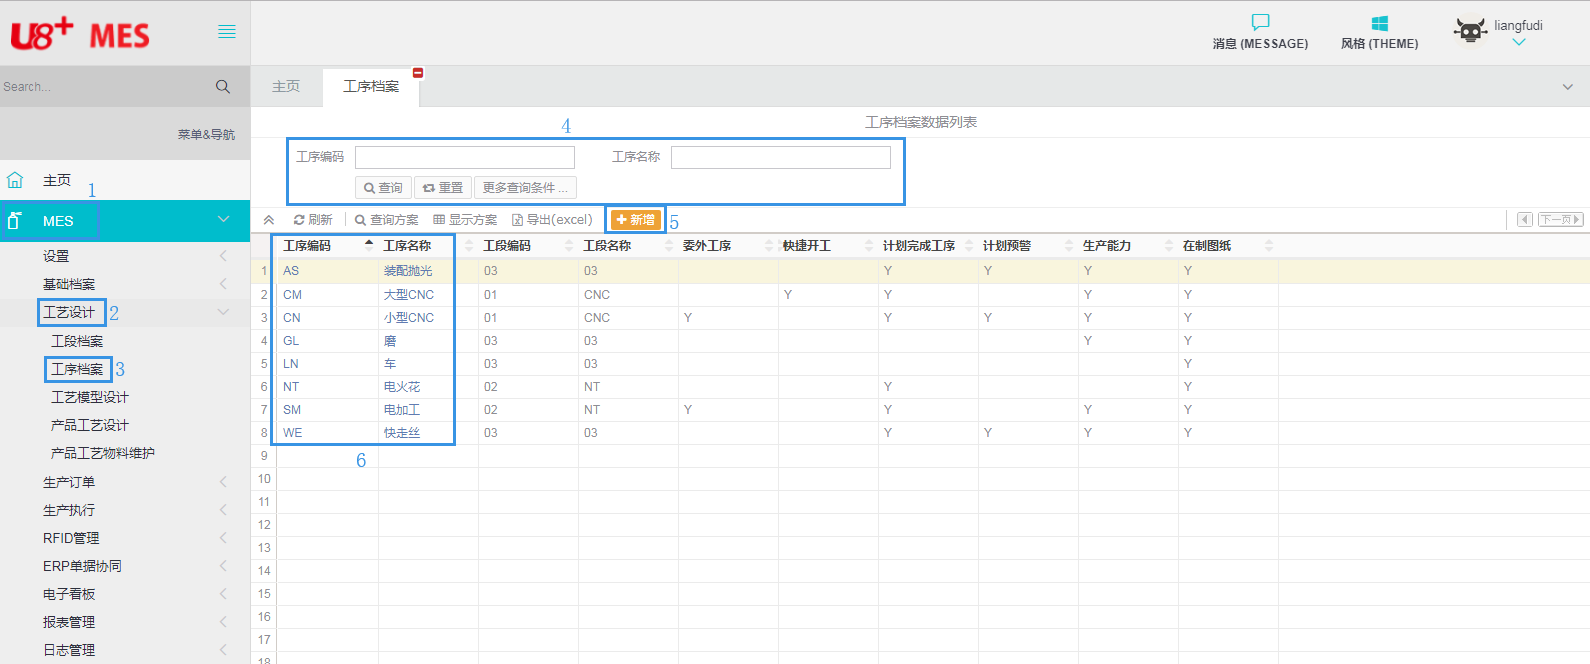 U8+ MES
消息 (MESSAGE)
风格 (THEME)
liangfudi
Search...
主页
工序档案
菜单&导航
工序档案数据列表
4
工序编码
工序名称
查询
重置
更多查询条件 ...
主页
1
MES
设置
基础档案
工艺设计
2
工段档案
工序档案
3
工艺模型设计
产品工艺设计
产品工艺物料维护
生产订单
生产执行
RFID管理
ERP单据协同
电子看板
报表管理
日志管理
刷新
查询方案
显示方案
导出(excel)
新增
5
下一页
工序编码 工序名称 工段编码 工段名称 委外工序 快捷开工 计划完成工序 计划预警 生产能力 在制图纸
1 AS 装配抛光 03 03 Y Y Y Y
2 CM 大型CNC 01 CNC Y Y Y Y
3 CN 小型CNC 01 CNC Y Y Y Y Y
4 GL 磨 03 03 Y Y
5 LN 车 03 03 Y
6 NT 电火花 02 NT Y Y
7 SM 电加工 02 NT Y Y Y Y
8 WE 快走丝 03 03 Y Y Y Y
6
9
10
11
12
13
14
15
16
17
18